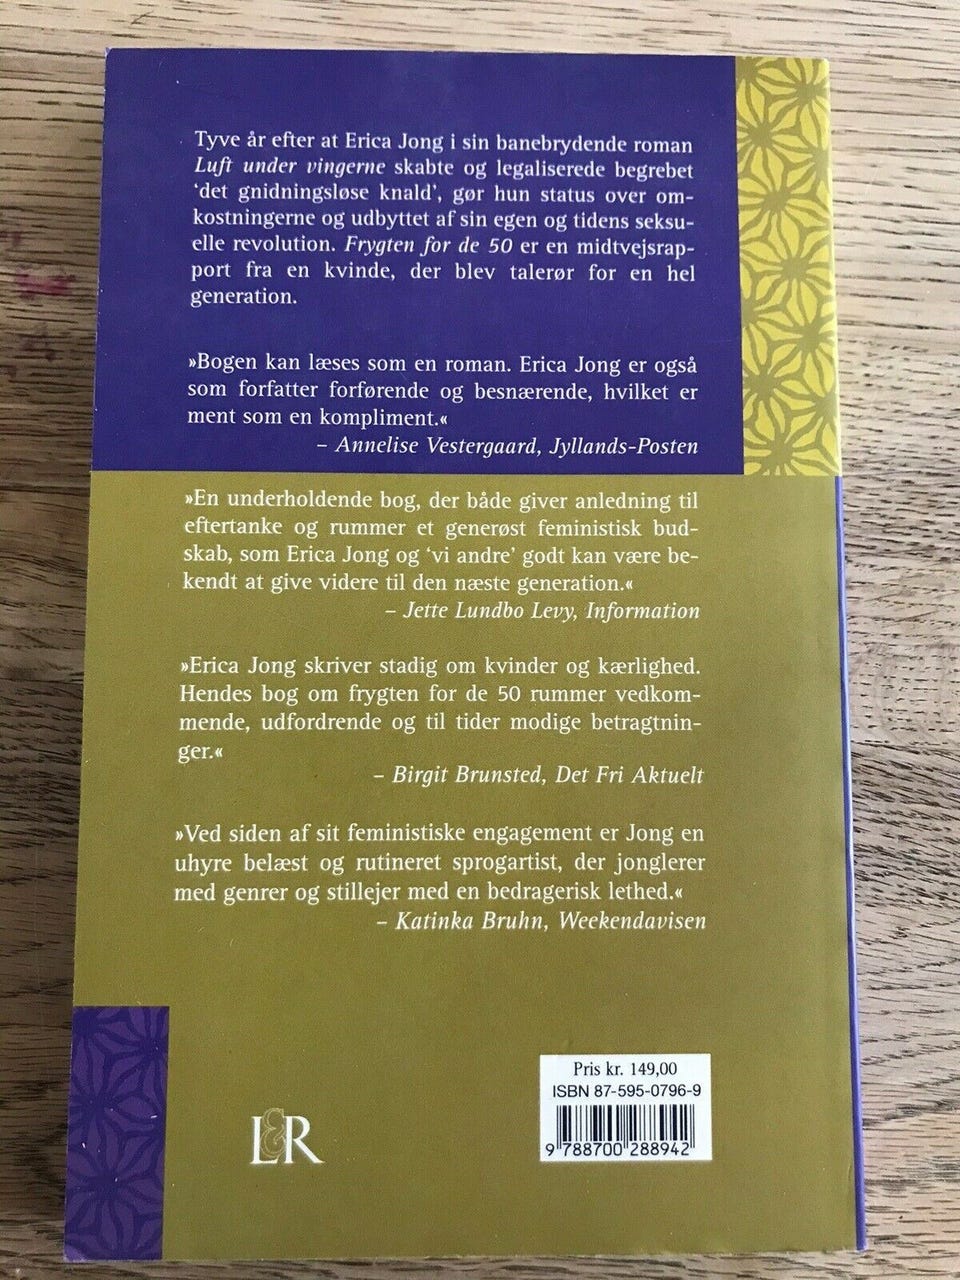 Tyve år efter at Erica Jong i sin banebrydende roman
Luft under vingerne skabte og legaliserede begrebet
‘det gnidningsløse knald’, gør hun status over om-
kostningerne og udbyttet af sin egen og tidens seksu-
elle revolution. Frygten for de 50 er en midtvejsrap-
port fra en kvinde, der blev talerør for en hel
generation.
»Bogen kan læses som en roman. Erica Jong er også
som forfatter forførende og besnærende, hvilket er
ment som en kompliment.«
– Annelise Vestergaard, Jyllands-Posten
»En underholdende bog, der både giver anledning til
eftertanke og rummer et generøst feministisk bud-
skab, som Erica Jong og ‘vi andre’ godt kan være be-
kendt at give videre til den næste generation.«
– Jette Lundbo Levy, Information
»Erica Jong skriver stadig om kvinder og kærlighed.
Hendes bog om frygten for de 50 rummer vedkom-
mende, udfordrende og til tider modige betragtnin-
ger.«
– Birgit Brunsted, Det Fri Aktuelt
»Ved siden af sit feministiske engagement er Jong en
uhyre belæst og rutineret sprogartist, der jonglerer
med genrer og stillejer med en bedragerisk lethed.«
– Katinka Bruhn, Weekendavisen
Pris kr. 149,00
ISBN 87-595-0796-9
9 788700 288942
L&R